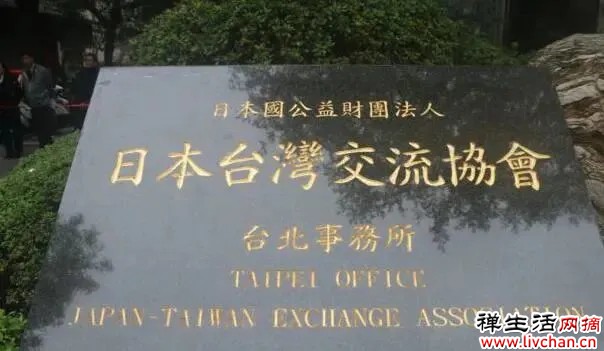 日本國公益財團法人
日本台灣交流協會
台北事務所
TAIPEI OFFICE
JAPAN-TAIWAN EXCHANGE ASSOCIATION
禅生活网摘
www.livchan.cn